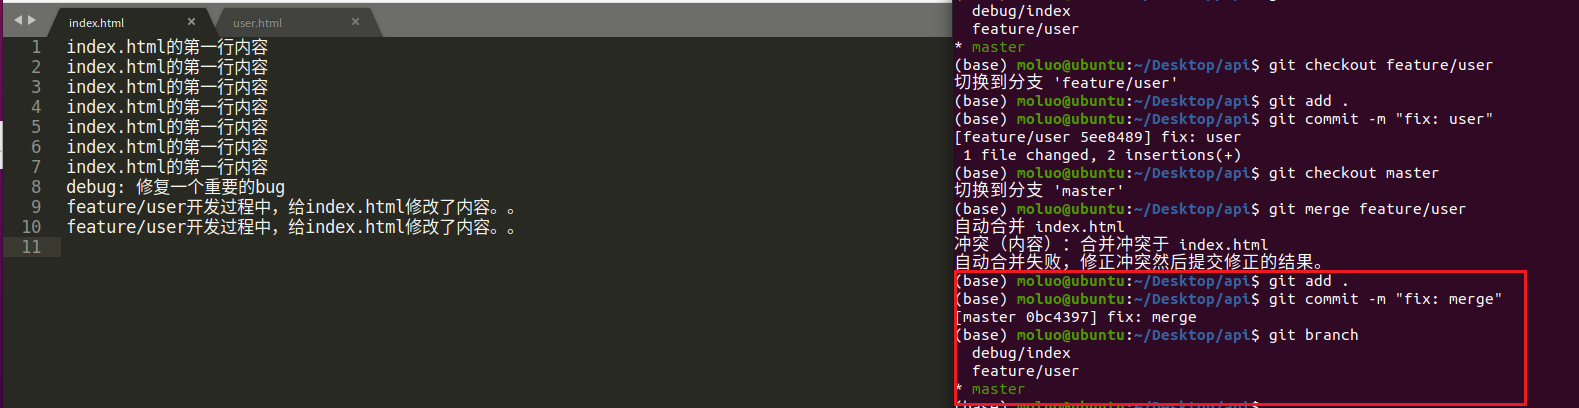 index.html
user.html
1 index.html的第一行内容
2 index.html的第一行内容
3 index.html的第一行内容
4 index.html的第一行内容
5 index.html的第一行内容
6 index.html的第一行内容
7 index.html的第一行内容
8 debug: 修复一个重要的bug
9 feature/user开发过程中，给index.html修改了内容。。
10 feature/user开发过程中，给index.html修改了内容。。
11
debug/index
feature/user
* master
(base) moluo@ubuntu:~/Desktop/api$ git checkout feature/user
切换到分支 'feature/user'
(base) moluo@ubuntu:~/Desktop/api$ git add .
(base) moluo@ubuntu:~/Desktop/api$ git commit -m "fix: user"
[feature/user 5ee8489] fix: user
1 file changed, 2 insertions(+)
(base) moluo@ubuntu:~/Desktop/api$ git checkout master
切换到分支 'master'
(base) moluo@ubuntu:~/Desktop/api$ git merge feature/user
自动合并 index.html
冲突（内容）：合并冲突于 index.html
自动合并失败，修正冲突然后提交修正的结果。
(base) moluo@ubuntu:~/Desktop/api$ git add .
(base) moluo@ubuntu:~/Desktop/api$ git commit -m "fix: merge"
[master 0bc4397] fix: merge
(base) moluo@ubuntu:~/Desktop/api$ git branch
debug/index
feature/user
* master